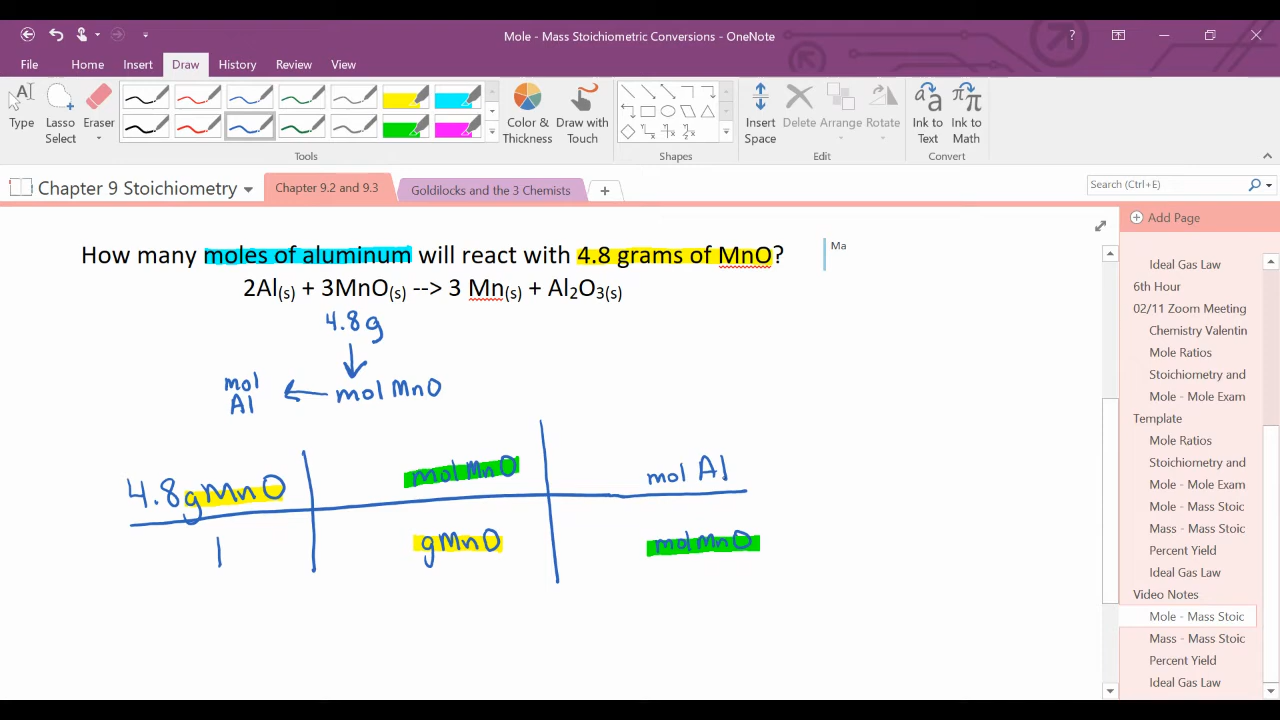 Mole - Mass Stoichiometric Conversions - OneNote
?
File Home Insert Draw History Review View
Type
Lasso Select
Eraser
Color & Thickness
Draw with Touch
Insert Space
Delete
Arrange
Rotate
Ink to Text
Ink to Math
Tools
Shapes
Edit
Convert
Chapter 9 Stoichiometry
Chapter 9.2 and 9.3
Goldilocks and the 3 Chemists
Search (Ctrl+E)
How many moles of aluminum will react with 4.8 grams of MnO?
Ma
2Al(s) + 3MnO(s) --> 3 Mn(s) + Al2O3(s)
4.8g
mol Al
mol MnO
4.8gMnO
mol MnO
mol Al
1
gMnO
mol MnO
Add Page
Ideal Gas Law
6th Hour
02/11 Zoom Meeting
Chemistry Valentin
Mole Ratios
Stoichiometry and
Mole - Mole Exam
Template
Mole Ratios
Stoichiometry and
Mole - Mole Exam
Mole - Mass Stoic
Mass - Mass Stoic
Percent Yield
Ideal Gas Law
Video Notes
Mole - Mass Stoic
Mass - Mass Stoic
Percent Yield
Ideal Gas Law